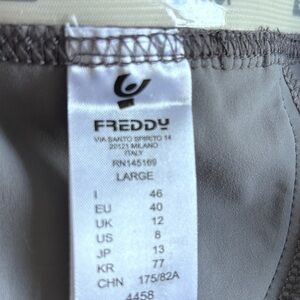 FREDDY
VIA SANTO SPIRITO 14
20121 MILANO
ITALY
RN145169
LARGE
I 46
EU 40
UK 12
US 8
JP 13
KR 77
CHN 175/82A
4458